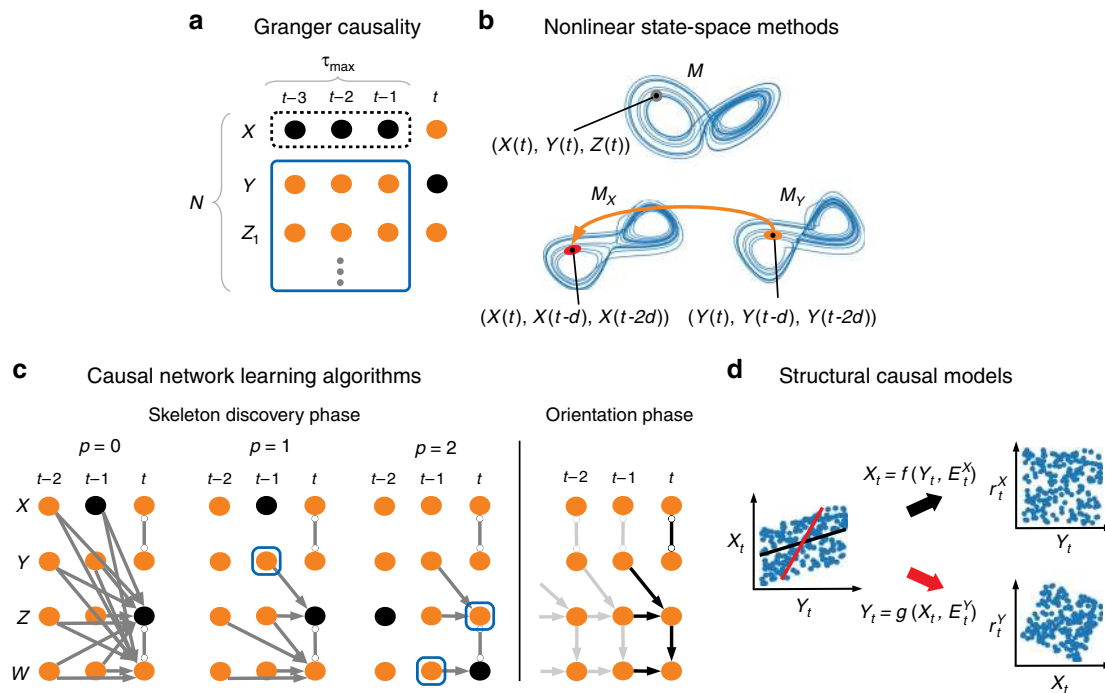 a Granger causality
τmax
t–3 t–2 t–1 t
X
Y
N
Z1
b Nonlinear state-space methods
M
(X(t), Y(t), Z(t))
MX MY
(X(t), X(t-d), X(t-2d)) (Y(t), Y(t-d), Y(t-2d))
c Causal network learning algorithms
Skeleton discovery phase Orientation phase
p = 0 p = 1 p = 2
t–2 t–1 t t–2 t–1 t t–2 t–1 t t–2 t–1 t
X
Y
Z
W
d Structural causal models
Xt = f (Yt, EtX) rtX
Yt
Xt
Yt
Yt = g (Xt, EtY) rtY
Xt